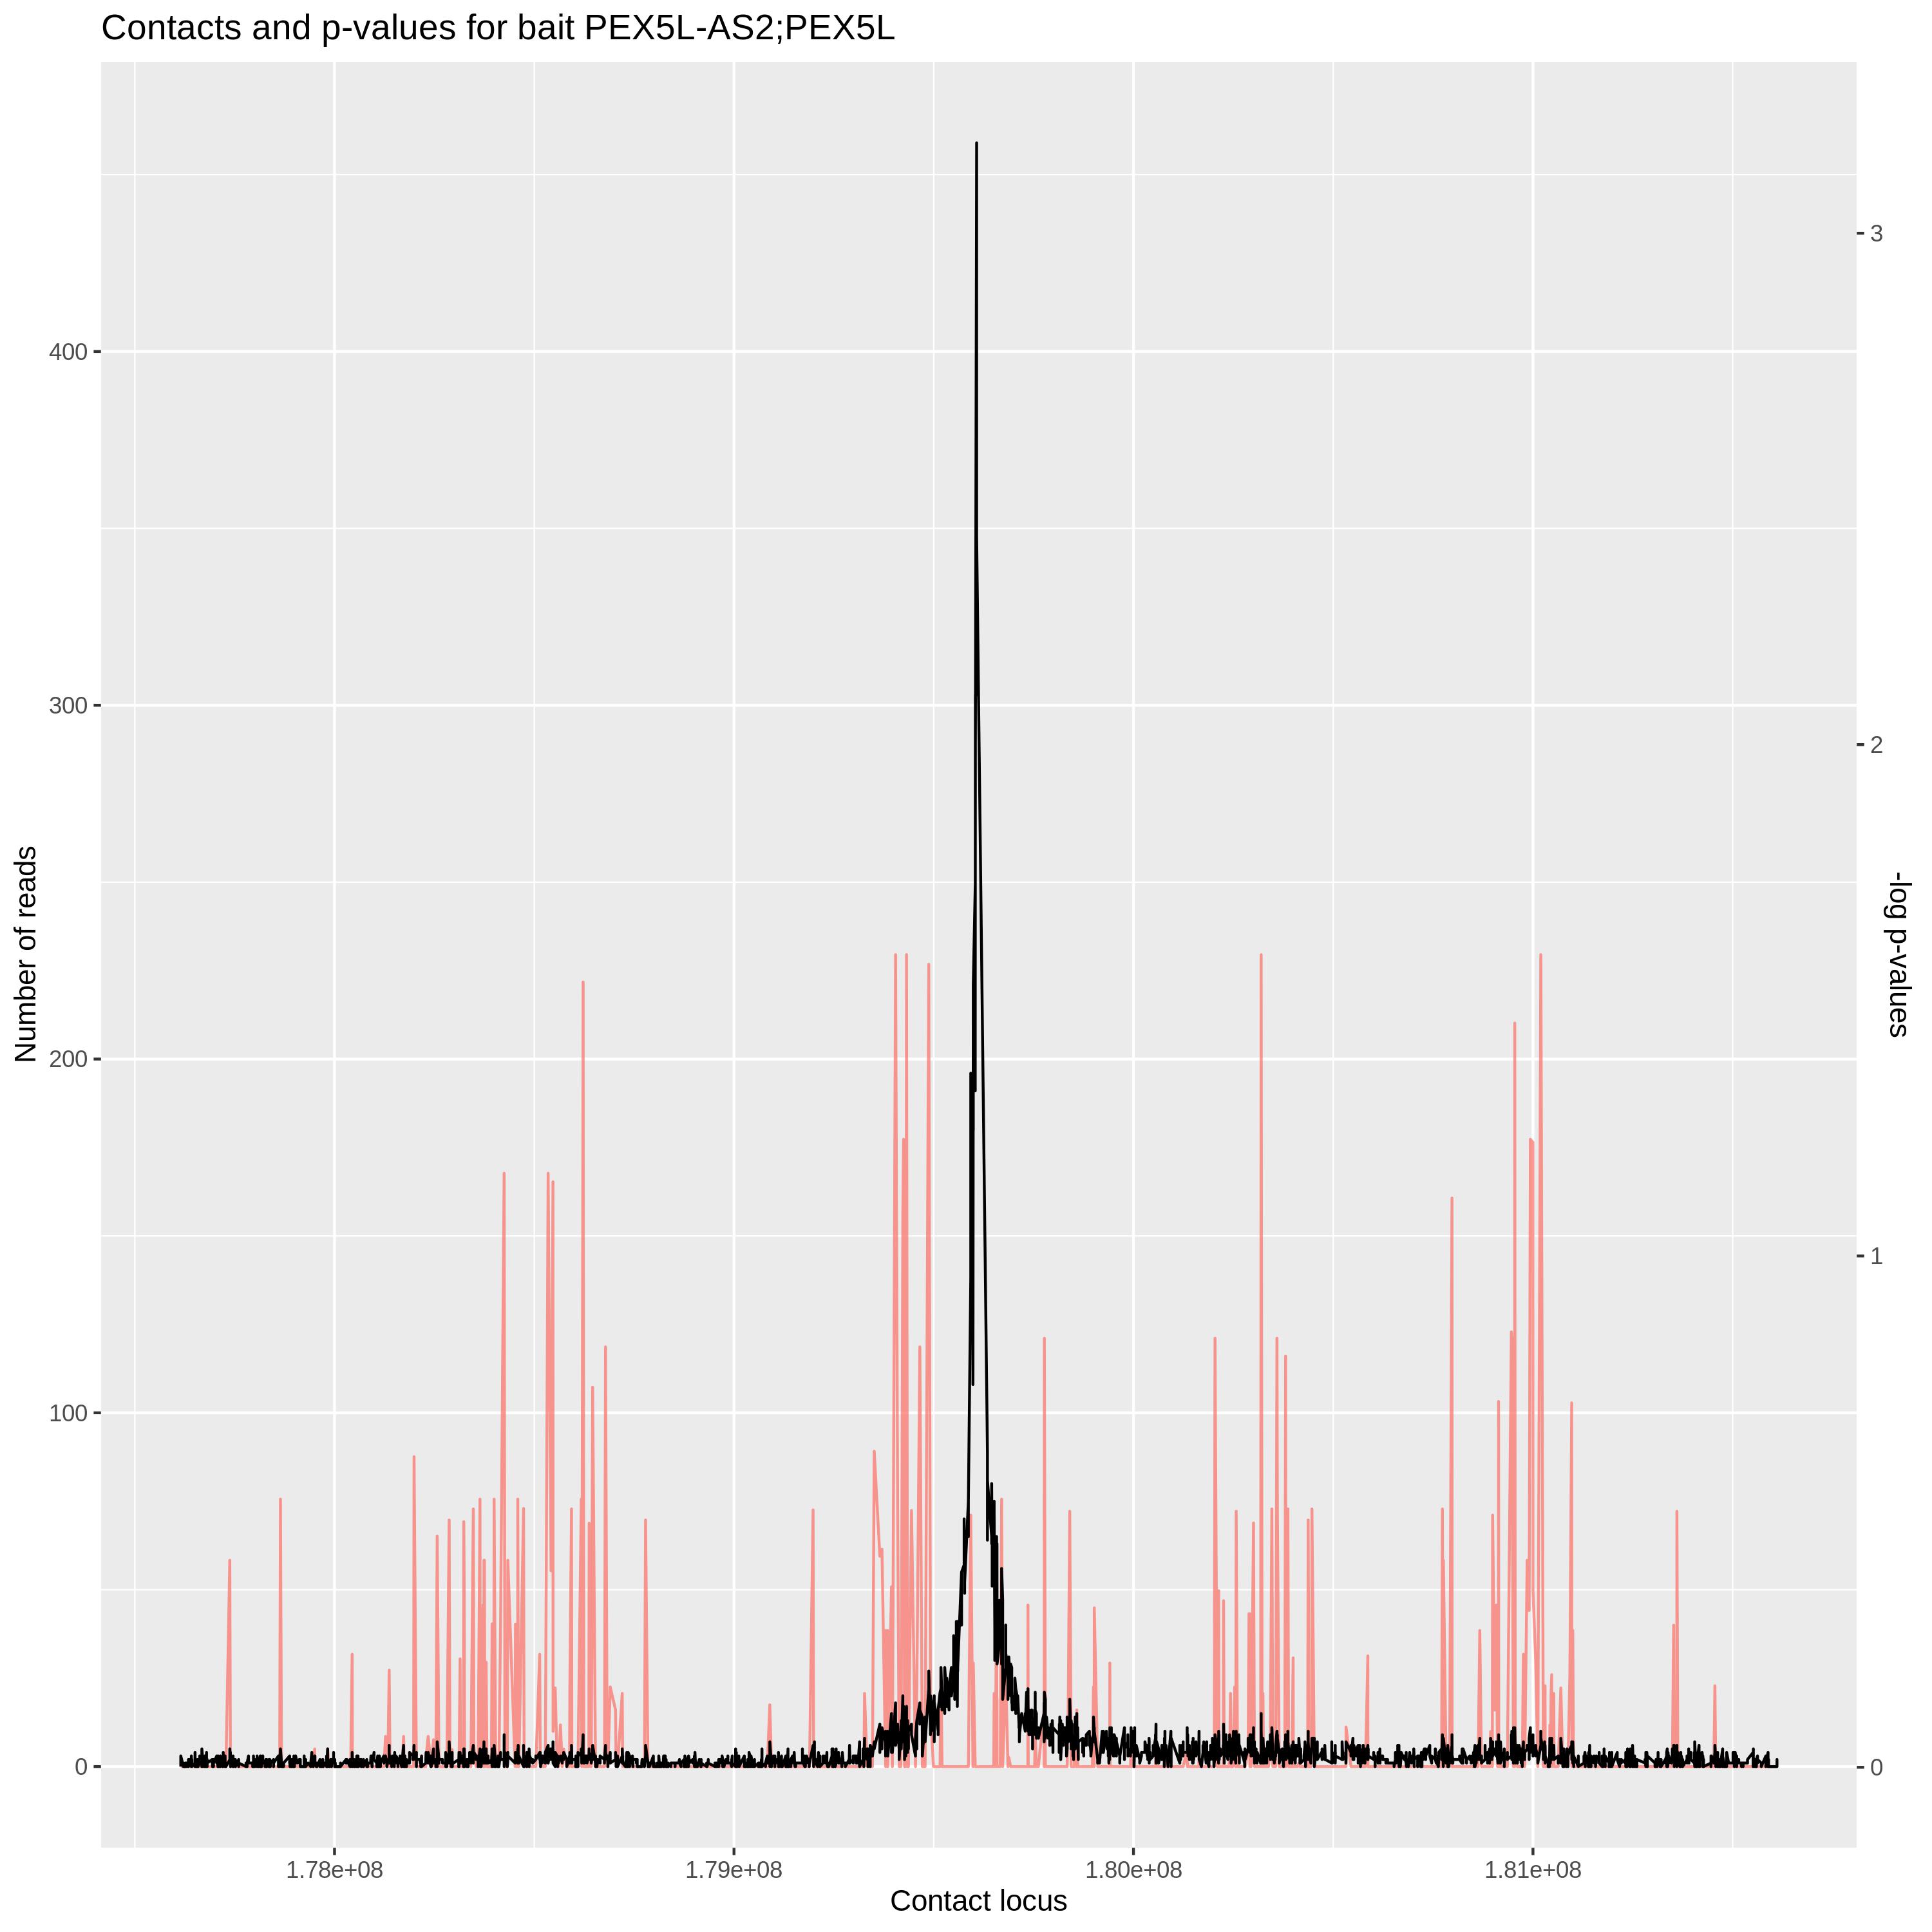 Contacts and p-values for bait PEX5L-AS2;PEX5L
Number of reads
400
300
200
100
0
3
2
1
0
-log p-values
1.78e+08 1.79e+08 1.80e+08 1.81e+08
Contact locus